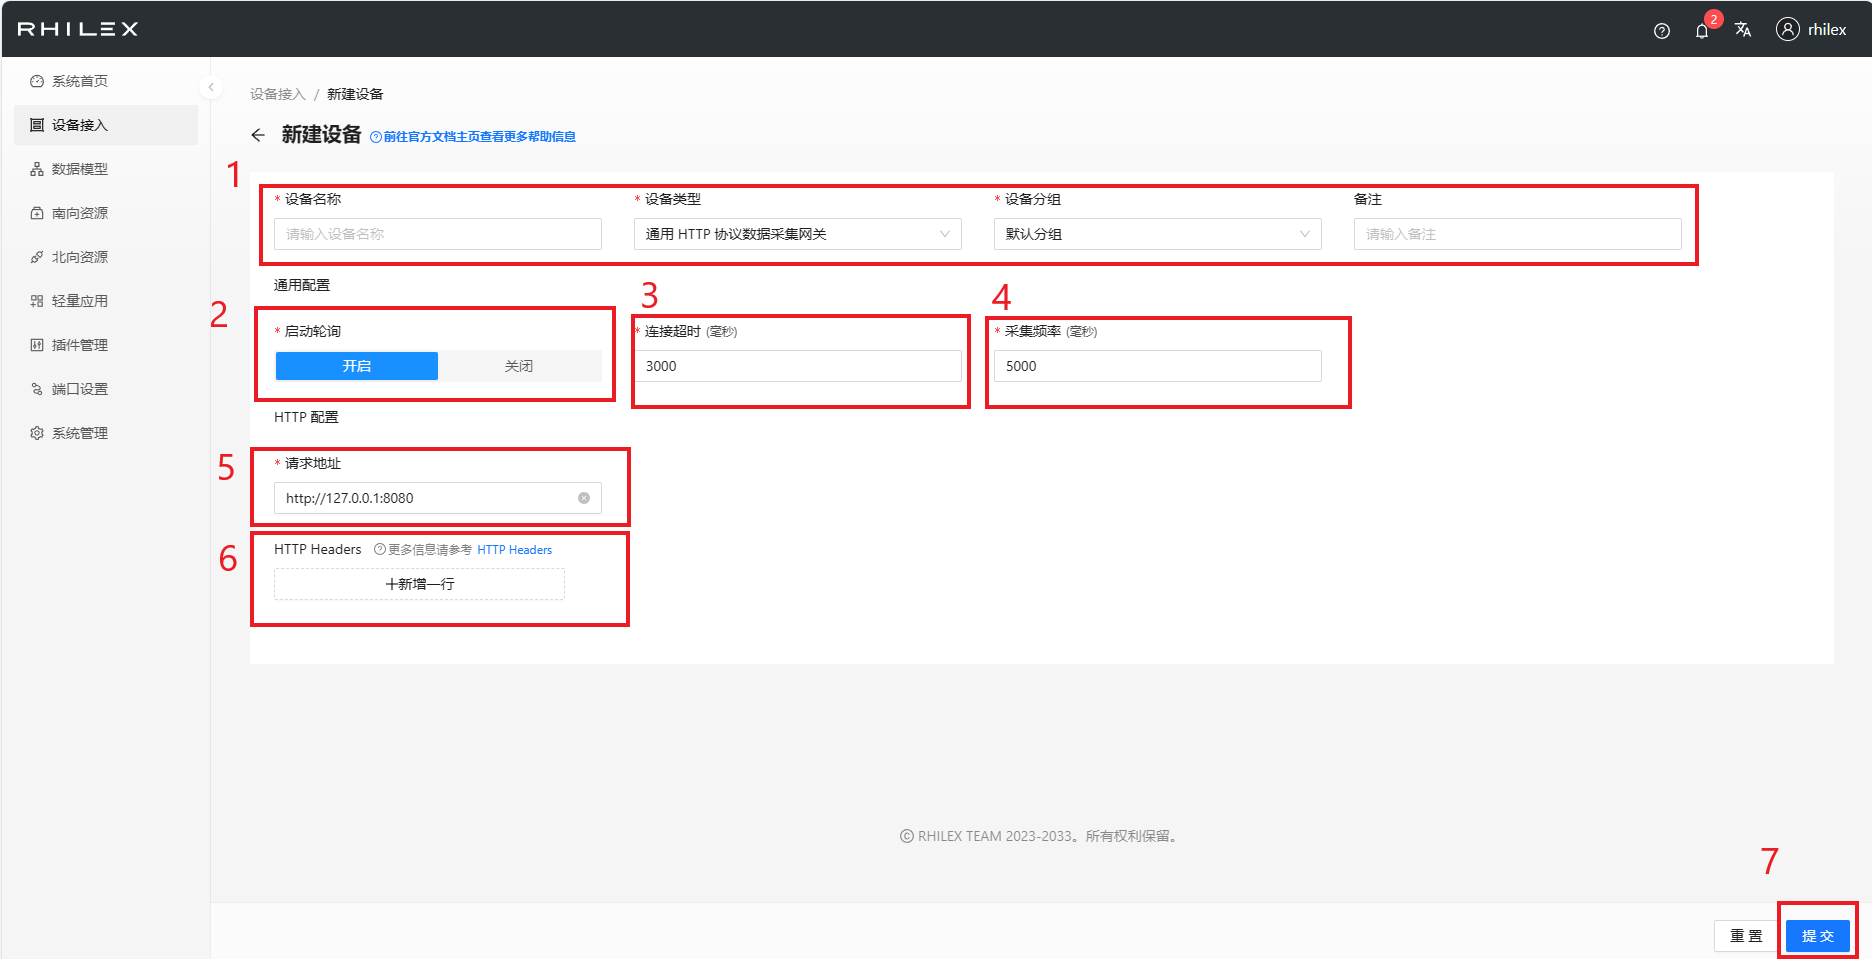 RHILEX
2
rhilex
系统首页
设备接入
数据模型
南向资源
北向资源
轻量应用
插件管理
端口设置
系统管理
设备接入 / 新建设备
新建设备 前往官方文档主页查看更多帮助信息
1
* 设备名称 * 设备类型 * 设备分组 备注
请输入设备名称 通用 HTTP 协议数据采集网关 默认分组 请输入备注
通用配置
2 3 4
* 启动轮询 * 连接超时 (毫秒) * 采集频率 (毫秒)
开启 关闭 3000 5000
HTTP 配置
5
* 请求地址
http://127.0.0.1:8080
6
HTTP Headers 更多信息请参考 HTTP Headers
+新增一行
© RHILEX TEAM 2023-2033。所有权利保留。
7
重 置 提 交